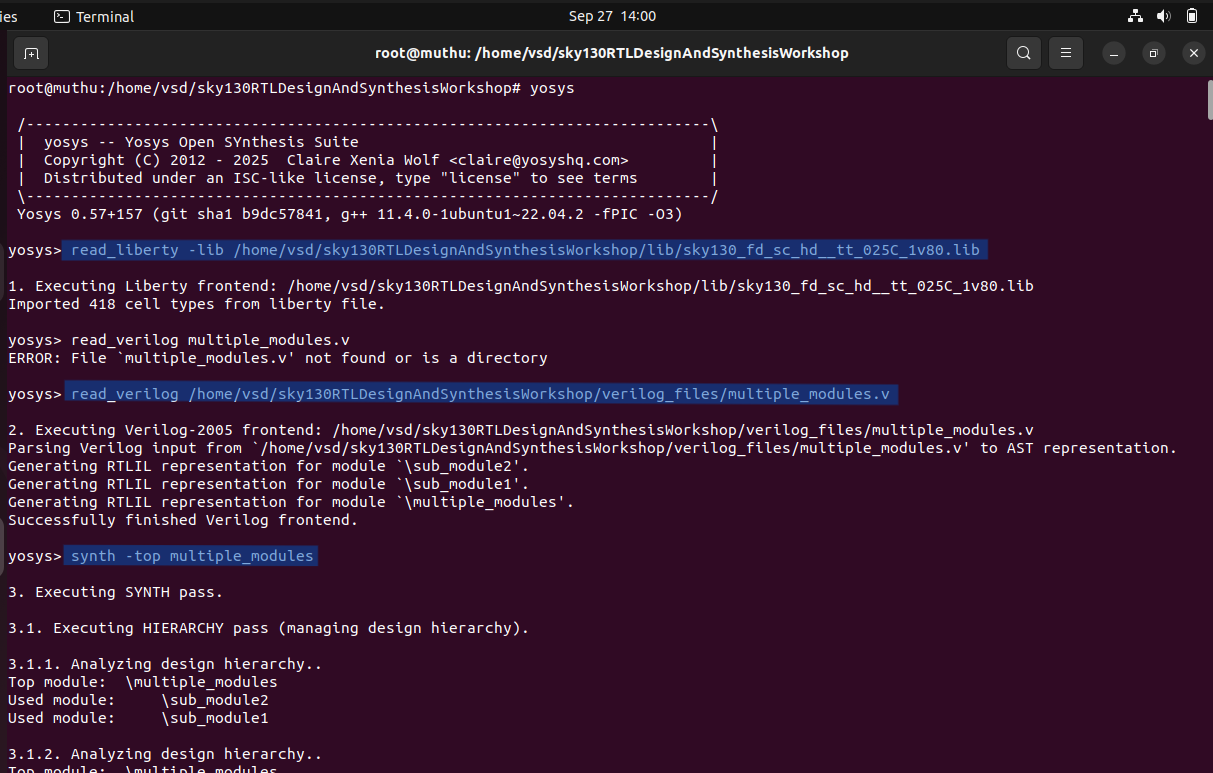 ies Terminal Sep 27 14:00
root@muthu: /home/vsd/sky130RTLDesignAndSynthesisWorkshop
root@muthu:/home/vsd/sky130RTLDesignAndSynthesisWorkshop# yosys
/----------------------------------------------------------------------------\
| yosys -- Yosys Open SYnthesis Suite |
| Copyright (C) 2012 - 2025 Claire Xenia Wolf <claire@yosyshq.com> |
| Distributed under an ISC-like license, type "license" to see terms |
\----------------------------------------------------------------------------/
Yosys 0.57+157 (git sha1 b9dc57841, g++ 11.4.0-1ubuntu1~22.04.2 -fPIC -O3)
yosys> read_liberty -lib /home/vsd/sky130RTLDesignAndSynthesisWorkshop/lib/sky130_fd_sc_hd__tt_025C_1v80.lib
1. Executing Liberty frontend: /home/vsd/sky130RTLDesignAndSynthesisWorkshop/lib/sky130_fd_sc_hd__tt_025C_1v80.lib
Imported 418 cell types from liberty file.
yosys> read_verilog multiple_modules.v
ERROR: File `multiple_modules.v' not found or is a directory
yosys> read_verilog /home/vsd/sky130RTLDesignAndSynthesisWorkshop/verilog_files/multiple_modules.v
2. Executing Verilog-2005 frontend: /home/vsd/sky130RTLDesignAndSynthesisWorkshop/verilog_files/multiple_modules.v
Parsing Verilog input from `/home/vsd/sky130RTLDesignAndSynthesisWorkshop/verilog_files/multiple_modules.v' to AST representation.
Generating RTLIL representation for module `\sub_module2'.
Generating RTLIL representation for module `\sub_module1'.
Generating RTLIL representation for module `\multiple_modules'.
Successfully finished Verilog frontend.
yosys> synth -top multiple_modules
3. Executing SYNTH pass.
3.1. Executing HIERARCHY pass (managing design hierarchy).
3.1.1. Analyzing design hierarchy..
Top module: \multiple_modules
Used module: \sub_module2
Used module: \sub_module1
3.1.2. Analyzing design hierarchy..
Top module: \multiple_modules